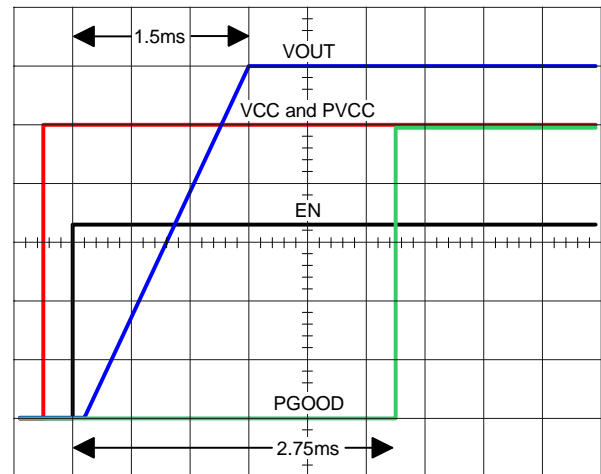 1.5ms
VOUT
VCC and PVCC
EN
PGOOD
2.75ms